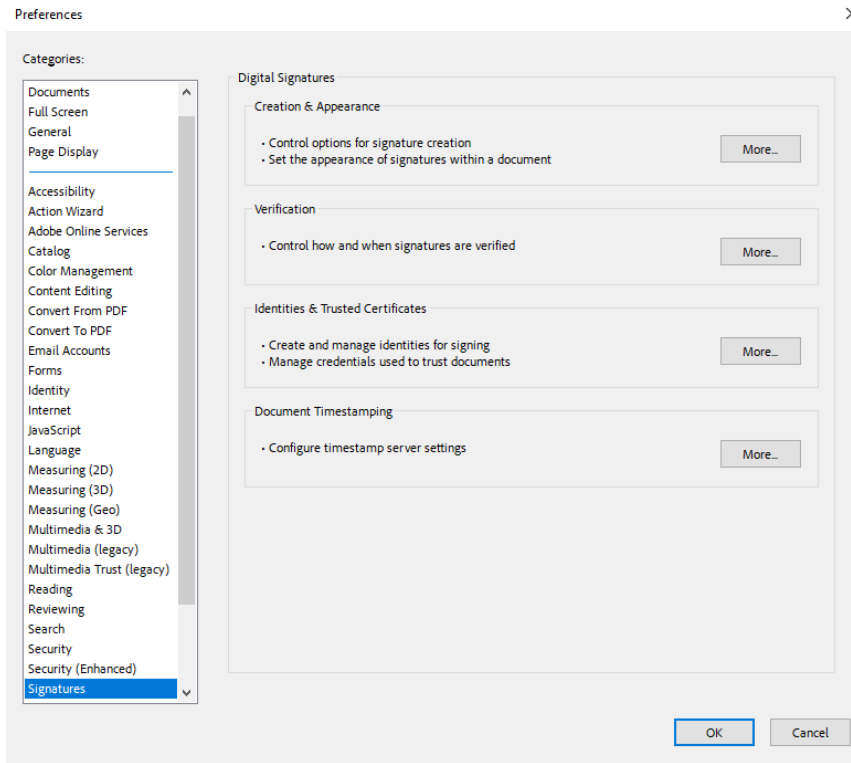 Preferences
Categories:
Documents
Full Screen
General
Page Display
Accessibility
Action Wizard
Adobe Online Services
Catalog
Color Management
Content Editing
Convert From PDF
Convert To PDF
Email Accounts
Forms
Identity
Internet
JavaScript
Language
Measuring (2D)
Measuring (3D)
Measuring (Geo)
Multimedia & 3D
Multimedia (legacy)
Multimedia Trust (legacy)
Reading
Reviewing
Search
Security
Security (Enhanced)
Signatures
Digital Signatures
Creation & Appearance
• Control options for signature creation
• Set the appearance of signatures within a document
More...
Verification
• Control how and when signatures are verified
More...
Identities & Trusted Certificates
• Create and manage identities for signing
• Manage credentials used to trust documents
More...
Document Timestamping
• Configure timestamp server settings
More...
OK
Cancel